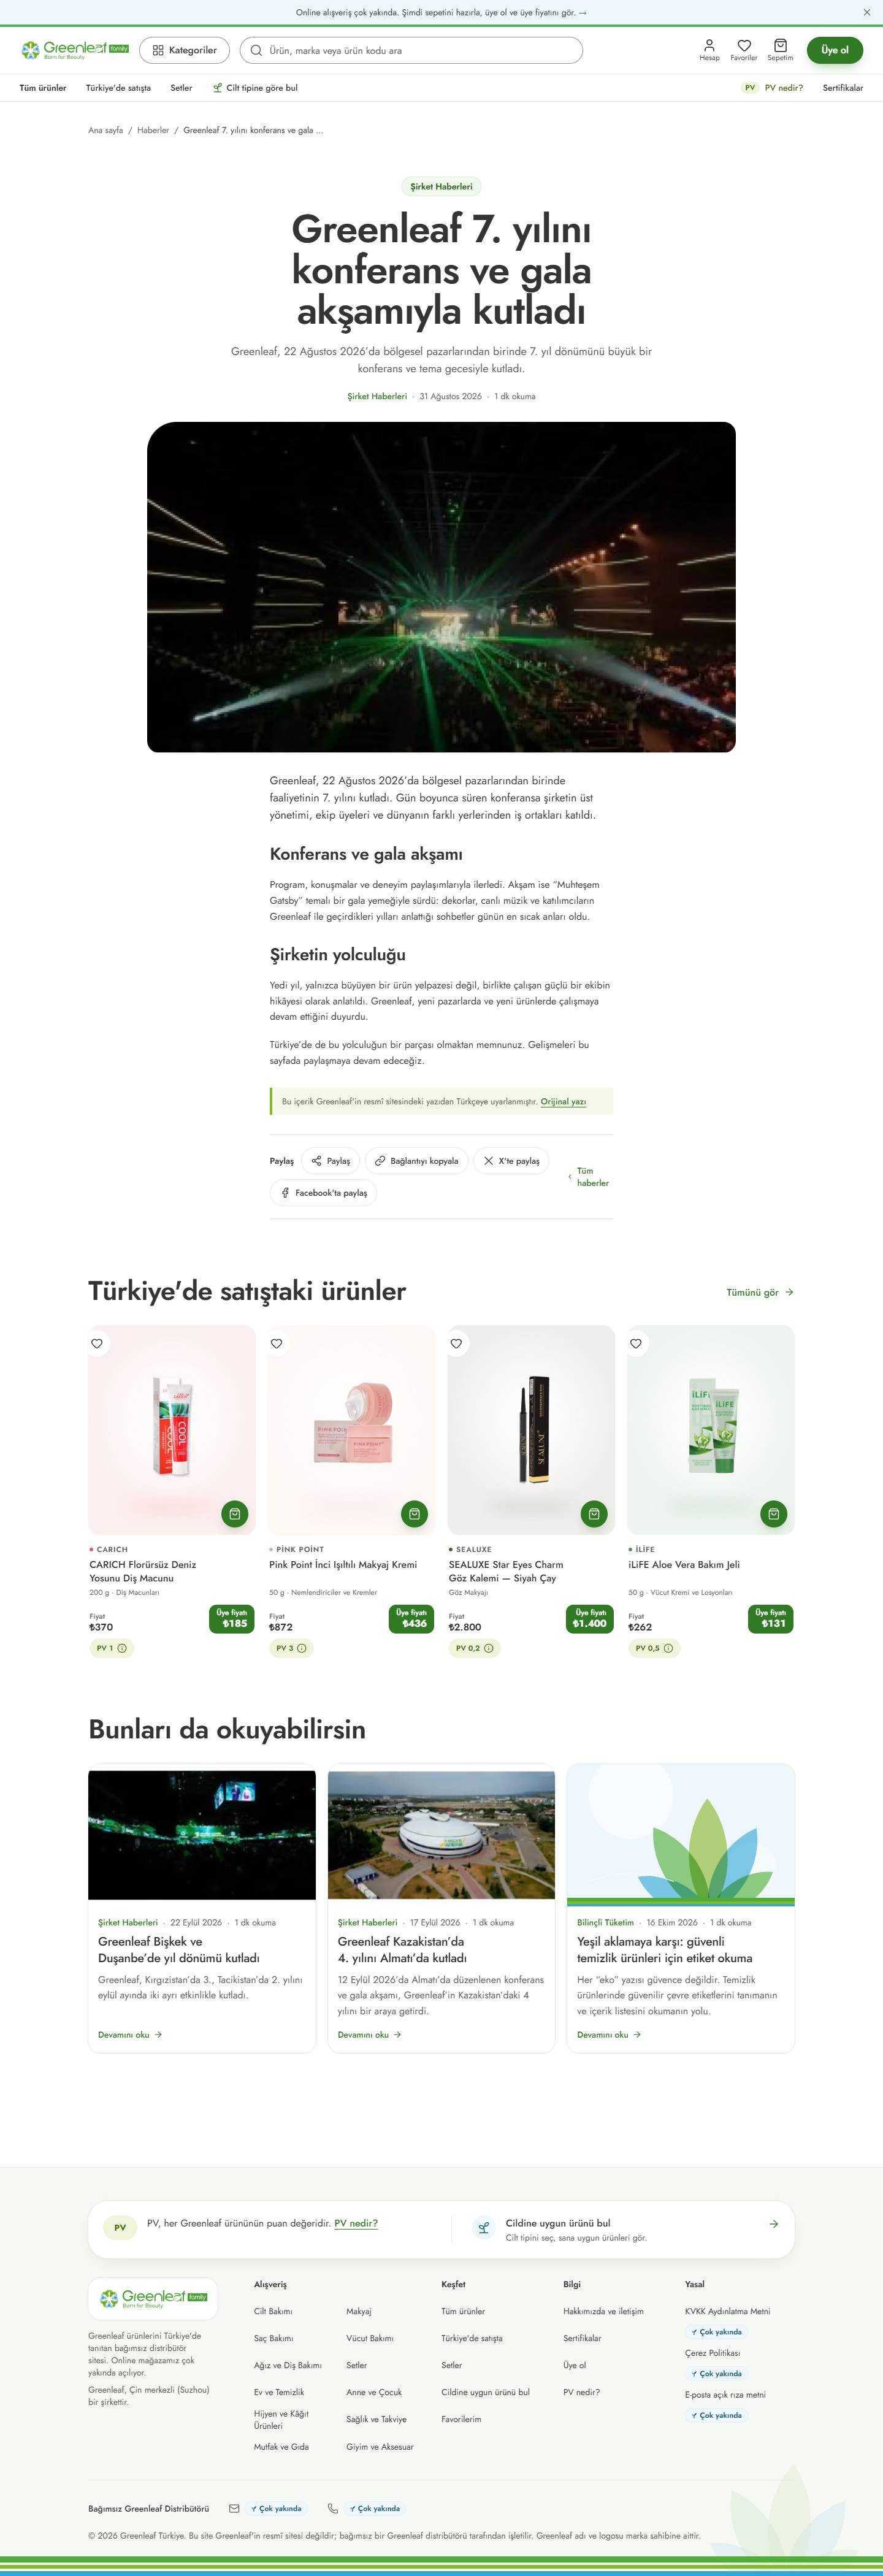 Online alışveriş çok yakında. Şimdi sepetini hazırla, üye ol ve üye fiyatını gör. →
Greenleaf family
Born for Beauty
Kategoriler
Ürün, marka veya ürün kodu ara
Hesap
Favoriler
Sepetim
Üye ol
Tüm ürünler
Türkiye'de satışta
Setler
Cilt tipine göre bul
PV PV nedir?
Sertifikalar
Ana sayfa / Haberler / Greenleaf 7. yılını konferans ve gala ...
Şirket Haberleri
Greenleaf 7. yılını
konferans ve gala
akşamıyla kutladı
Greenleaf, 22 Ağustos 2026’da bölgesel pazarlarından birinde 7. yıl dönümünü büyük bir
konferans ve tema gecesiyle kutladı.
Şirket Haberleri · 31 Ağustos 2026 · 1 dk okuma
Greenleaf, 22 Ağustos 2026’da bölgesel pazarlarından birinde
faaliyetinin 7. yılını kutladı. Gün boyunca süren konferansa şirketin üst
yönetimi, ekip üyeleri ve dünyanın farklı yerlerinden iş ortakları katıldı.
Konferans ve gala akşamı
Program, konuşmalar ve deneyim paylaşımlarıyla ilerledi. Akşam ise “Muhteşem
Gatsby” temalı bir gala yemeğiyle sürdü: dekorlar, canlı müzik ve katılımcıların
Greenleaf ile geçirdikleri yılları anlattığı sohbetler günün en sıcak anları oldu.
Şirketin yolculuğu
Yedi yıl, yalnızca büyüyen bir ürün yelpazesi değil, birlikte çalışan güçlü bir ekibin
hikâyesi olarak anlatıldı. Greenleaf, yeni pazarlarda ve yeni ürünlerde çalışmaya
devam ettiğini duyurdu.
Türkiye’de de bu yolculuğun bir parçası olmaktan memnunuz. Gelişmeleri bu
sayfada paylaşmaya devam edeceğiz.
Bu içerik Greenleaf'in resmî sitesindeki yazıdan Türkçeye uyarlanmıştır. Orijinal yazı
Paylaş
Paylaş
Bağlantıyı kopyala
X'te paylaş
Facebook'ta paylaş
‹ Tüm
haberler
Türkiye'de satıştaki ürünler
Tümünü gör →
COOL
PINK POINT
SEALUXE
iLiFE
iLiFE
CARICH
CARICH Florürsüz Deniz
Yosunu Diş Macunu
200 g · Diş Macunları
Fiyat
₺370
Üye fiyatı
₺185
PV 1
PİNK POİNT
Pink Point İnci Işıltılı Makyaj Kremi
50 g · Nemlendiriciler ve Kremler
Fiyat
₺872
Üye fiyatı
₺436
PV 3
SEALUXE
SEALUXE Star Eyes Charm
Göz Kalemi — Siyah Çay
Göz Makyajı
Fiyat
₺2.800
Üye fiyatı
₺1.400
PV 0,2
İLİFE
iLiFE Aloe Vera Bakım Jeli
50 g · Vücut Kremi ve Losyonları
Fiyat
₺262
Üye fiyatı
₺131
PV 0,5
Bunları da okuyabilirsin
Şirket Haberleri · 22 Eylül 2026 · 1 dk okuma
Greenleaf Bişkek ve
Duşanbe’de yıl dönümü kutladı
Greenleaf, Kırgızistan’da 3., Tacikistan’da 2. yılını
eylül ayında iki ayrı etkinlikle kutladı.
Devamını oku →
Şirket Haberleri · 17 Eylül 2026 · 1 dk okuma
Greenleaf Kazakistan’da
4. yılını Almatı’da kutladı
12 Eylül 2026’da Almatı’da düzenlenen konferans
ve gala akşamı, Greenleaf’in Kazakistan’daki 4
yılını bir araya getirdi.
Devamını oku →
Bilinçli Tüketim · 16 Ekim 2026 · 1 dk okuma
Yeşil aklamaya karşı: güvenli
temizlik ürünleri için etiket okuma
Her “eko” yazısı güvence değildir. Temizlik
ürünlerinde güvenilir çevre etiketlerini tanımanın
ve içerik listesini okumanın yolu.
Devamını oku →
PV
PV, her Greenleaf ürününün puan değeridir. PV nedir?
Cildine uygun ürünü bul
Cilt tipini seç, sana uygun ürünleri gör.
Greenleaf family
Born for Beauty
Greenleaf ürünlerini Türkiye'de
tanıtan bağımsız distribütör
sitesi. Online mağazamız çok
yakında açılıyor.
Greenleaf, Çin merkezli (Suzhou)
bir şirkettir.
Alışveriş
Cilt Bakımı
Saç Bakımı
Ağız ve Diş Bakımı
Ev ve Temizlik
Hijyen ve Kâğıt
Ürünleri
Mutfak ve Gıda
Makyaj
Vücut Bakımı
Setler
Anne ve Çocuk
Sağlık ve Takviye
Giyim ve Aksesuar
Keşfet
Tüm ürünler
Türkiye'de satışta
Setler
Cildine uygun ürünü bul
Favorilerim
Bilgi
Hakkımızda ve iletişim
Sertifikalar
Üye ol
PV nedir?
Yasal
KVKK Aydınlatma Metni
Çok yakında
Çerez Politikası
Çok yakında
E-posta açık rıza metni
Çok yakında
Bağımsız Greenleaf Distribütörü
Çok yakında
Çok yakında
© 2026 Greenleaf Türkiye. Bu site Greenleaf'in resmî sitesi değildir; bağımsız bir Greenleaf distribütörü tarafından işletilir. Greenleaf adı ve logosu marka sahibine aittir.